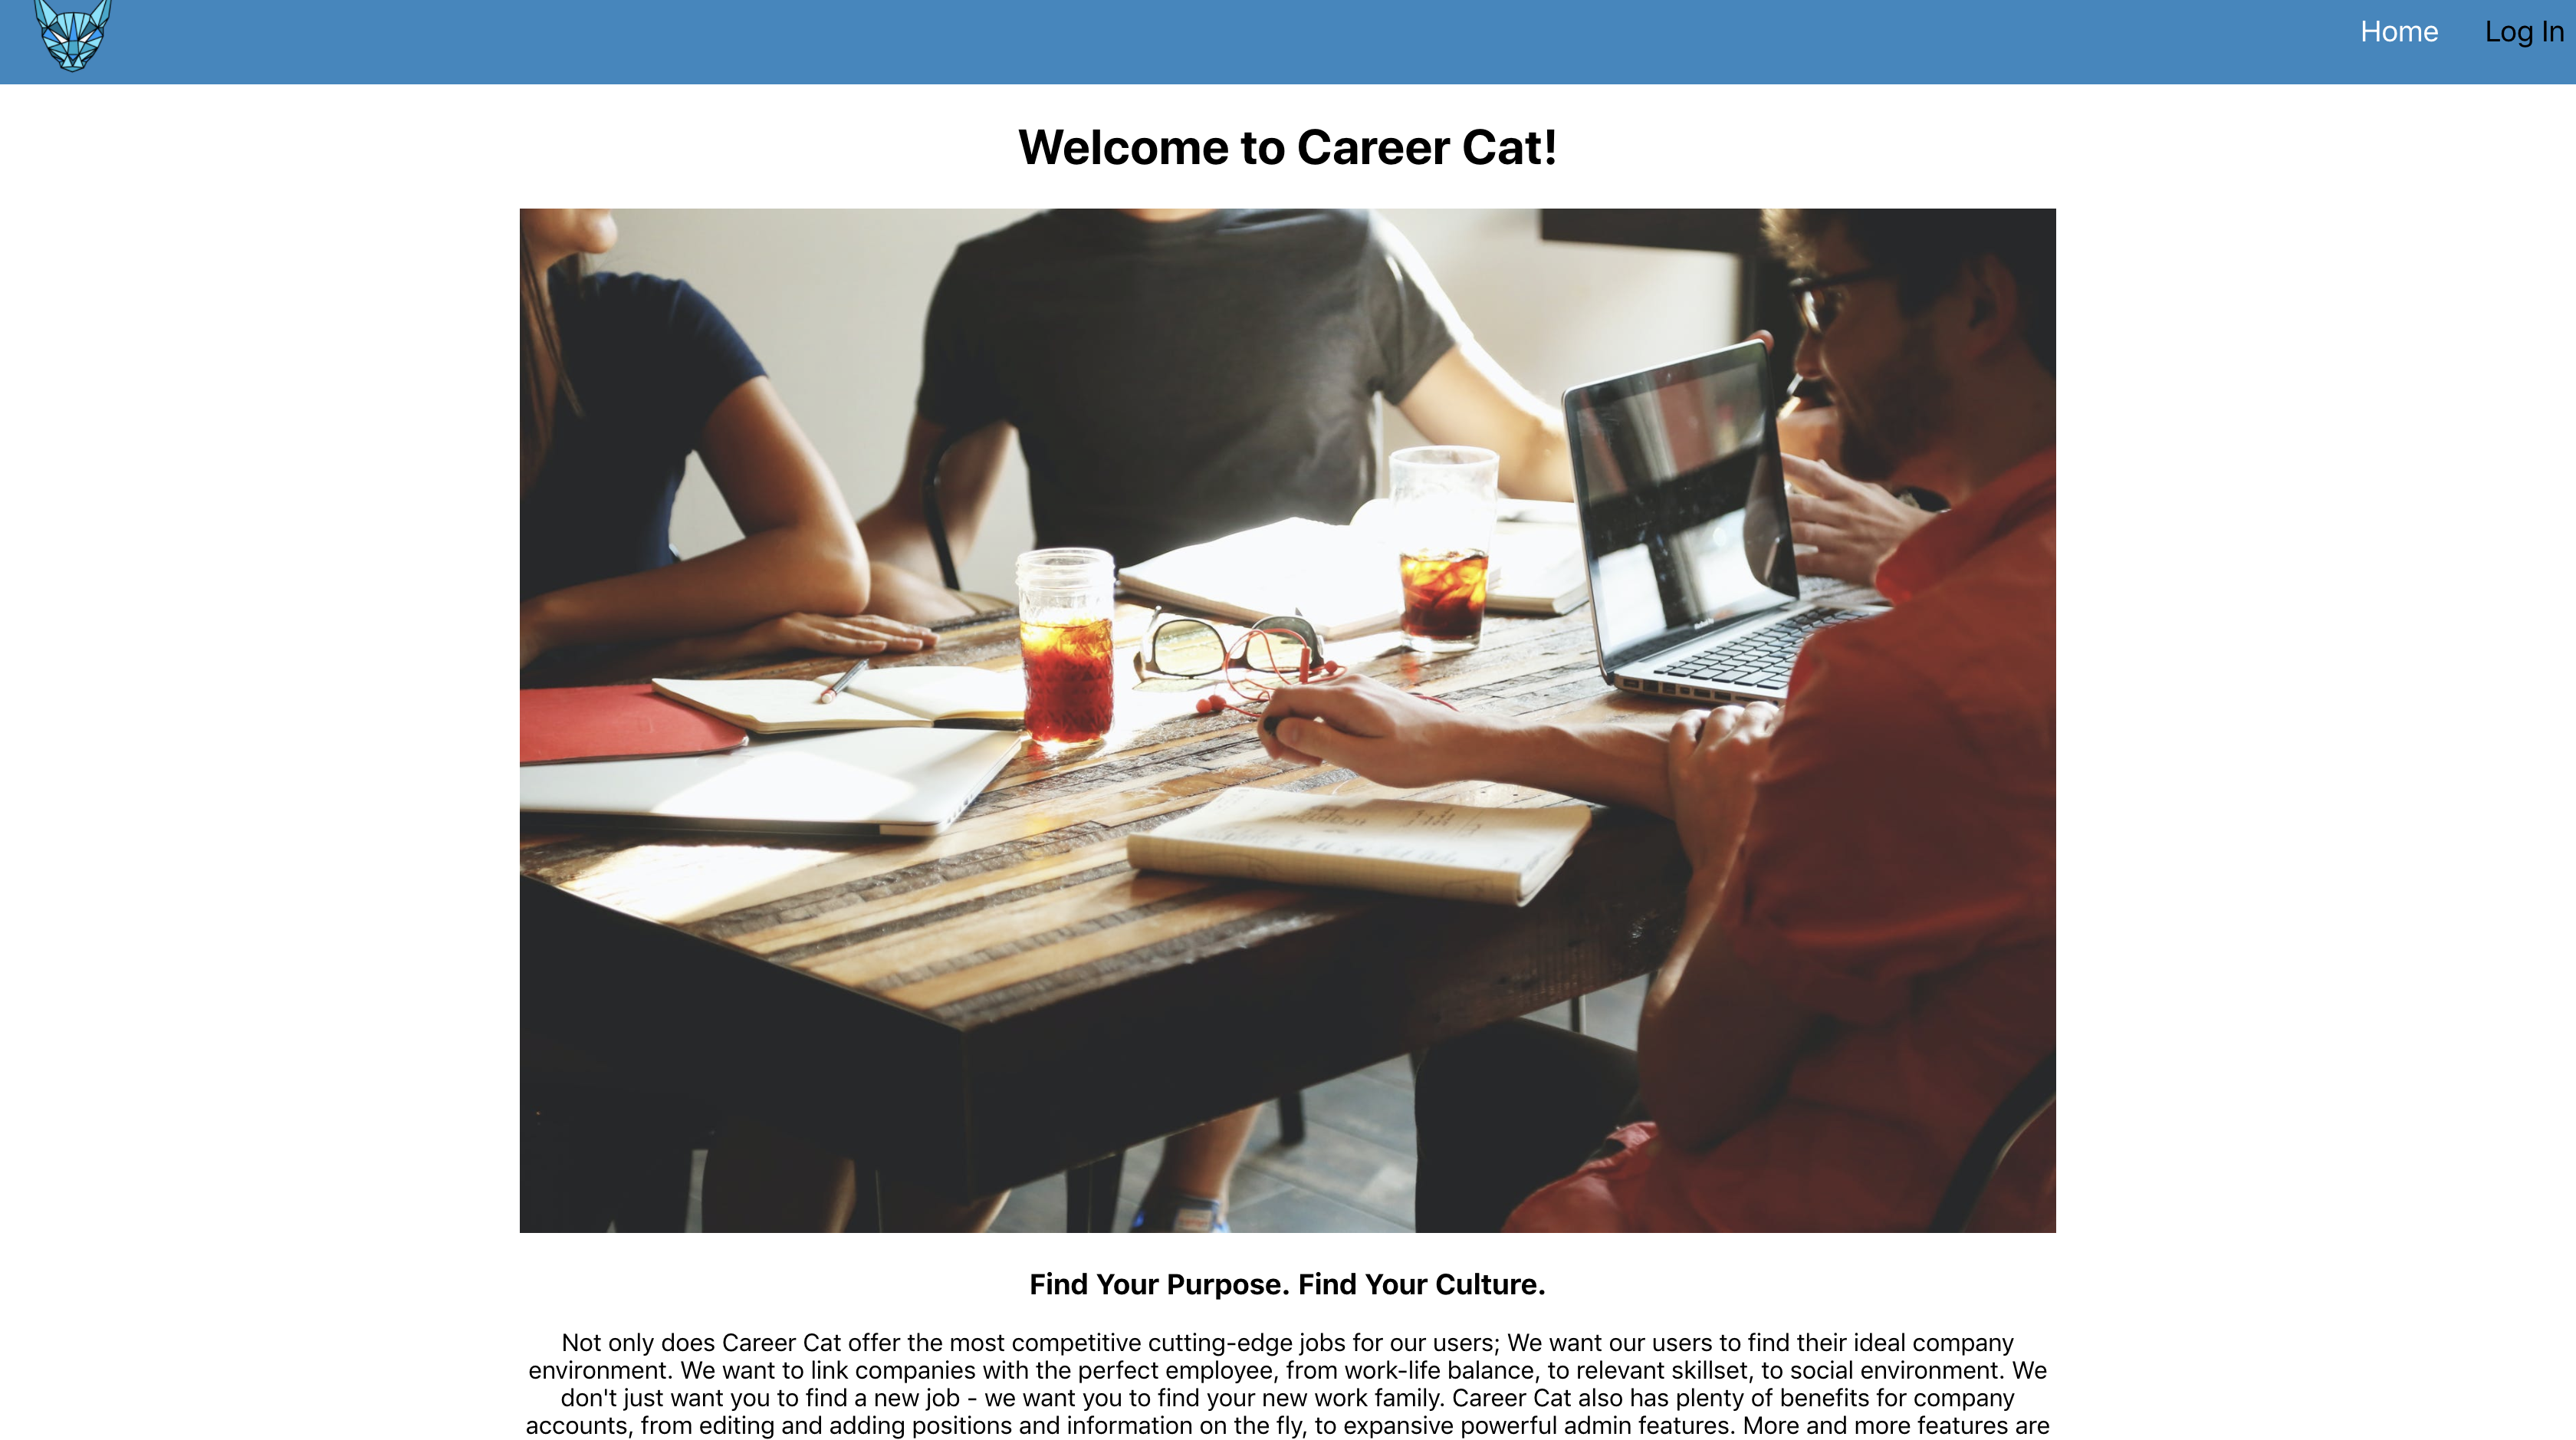 Home Log In
Welcome to Career Cat!
Find Your Purpose. Find Your Culture.
Not only does Career Cat offer the most competitive cutting-edge jobs for our users; We want our users to find their ideal company
environment. We want to link companies with the perfect employee, from work-life balance, to relevant skillset, to social environment. We
don't just want you to find a new job - we want you to find your new work family. Career Cat also has plenty of benefits for company
accounts, from editing and adding positions and information on the fly, to expansive powerful admin features. More and more features are